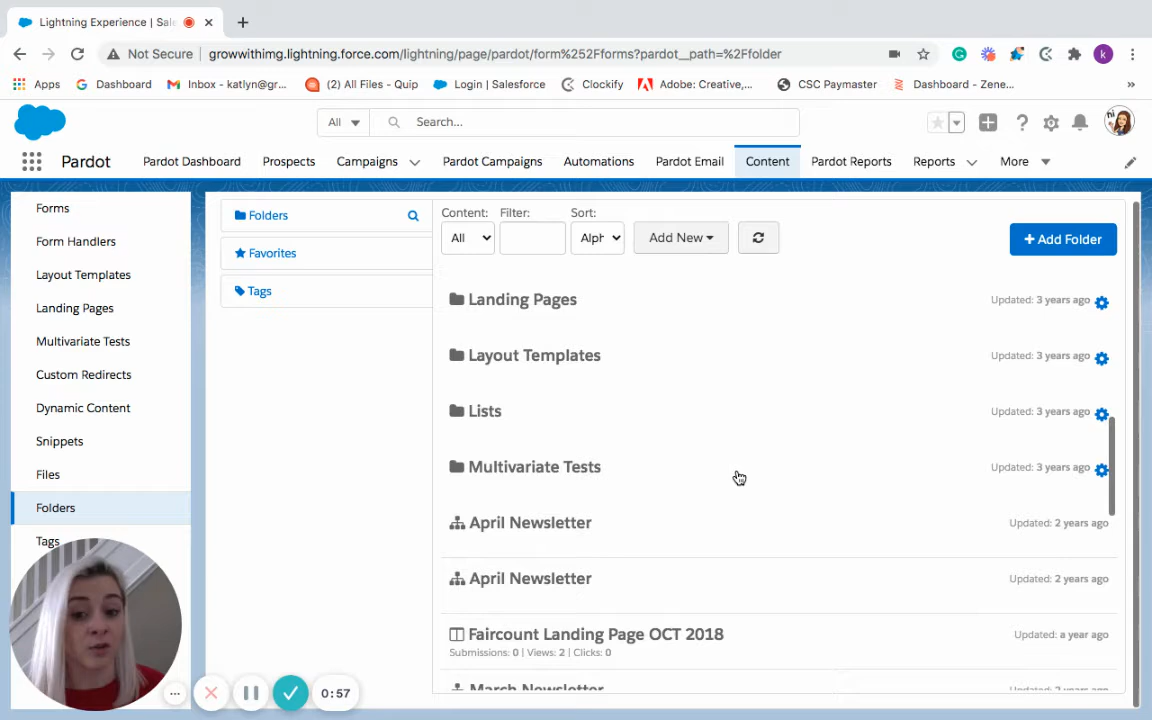 Lightning Experience | Sale
Not Secure | growwithimg.lightning.force.com/lightning/page/pardot/form%252Fforms?pardot__path=%2Ffolder
Apps Dashboard Inbox - katlyn@gr... (2) All Files - Quip Login | Salesforce Clockify Adobe: Creative,... CSC Paymaster Dashboard - Zene... »
All Search...
Pardot Pardot Dashboard Prospects Campaigns Pardot Campaigns Automations Pardot Email Content Pardot Reports Reports More
Forms
Form Handlers
Layout Templates
Landing Pages
Multivariate Tests
Custom Redirects
Dynamic Content
Snippets
Files
Folders
Tags
Folders
Favorites
Tags
Content: Filter: Sort:
All Alph Add New
+ Add Folder
Landing Pages Updated: 3 years ago
Layout Templates Updated: 3 years ago
Lists Updated: 3 years ago
Multivariate Tests Updated: 3 years ago
April Newsletter Updated: 2 years ago
April Newsletter Updated: 2 years ago
Faircount Landing Page OCT 2018 Updated: a year ago
Submissions: 0 | Views: 2 | Clicks: 0
March Newsletter Updated: 2 years ago
0:57